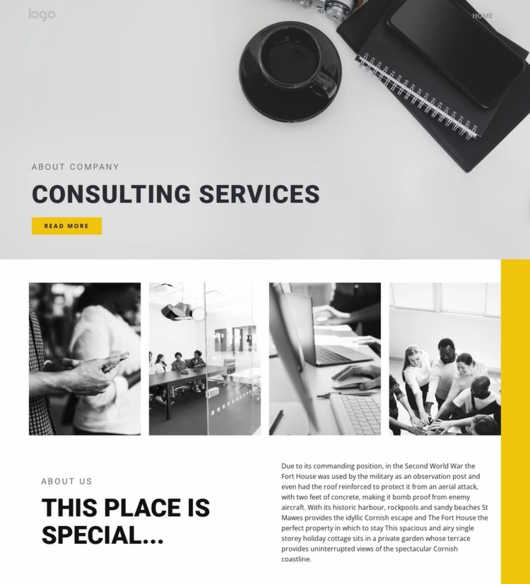 logo
HOME
ABOUT COMPANY
CONSULTING SERVICES
READ MORE
ABOUT US
THIS PLACE IS
SPECIAL...
Due to its commanding position, in the Second World War the
Fort House was used by the military as an observation post and
even had the roof reinforced to protect it from an aerial attack,
with two feet of concrete, making it bomb proof from enemy
aircraft. With its historic harbour, rockpools and sandy beaches St
Mawes provides the idyllic Cornish escape and The Fort House the
perfect property in which to stay This spacious and airy single
storey holiday cottage sits in a private garden whose terrace
provides uninterrupted views of the spectacular Cornish
coastline.